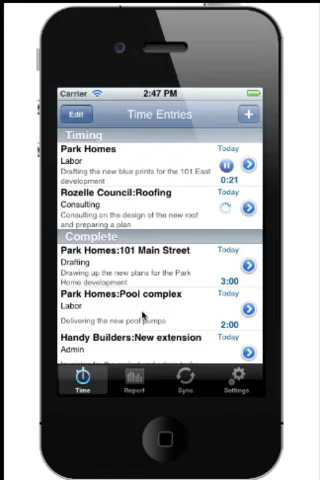 Carrier 2:47 PM
Edit Time Entries +
Timing
Park Homes Today
Labor
Drafting the new blue prints for the 101 East
development 0:21
Rozelle Council:Roofing Today
Consulting
Consulting on the design of the new roof
and preparing a plan
Complete
Park Homes:101 Main Street Today
Drafting
Drawing up the new plans for the Park
Home development 3:00
Park Homes:Pool complex Today
Labor
Delivering the new pool pumps 2:00
Handy Builders:New extension Today
Admin
Time Report Sync Settings